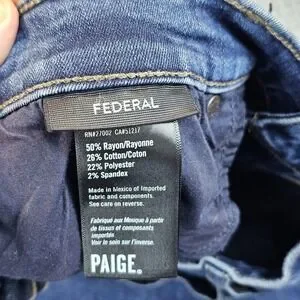 FEDERAL
RN#27002 CA#51217
50% Rayon/Rayonne
26% Cotton/Coton
22% Polyester
2% Spandex
Made in Mexico of Imported
fabric and components.
See care on reverse.
Fabriqué aux Mexique à partir
de tissus et composants
importés
Voir le soin sur l'inverse.
PAIGE.